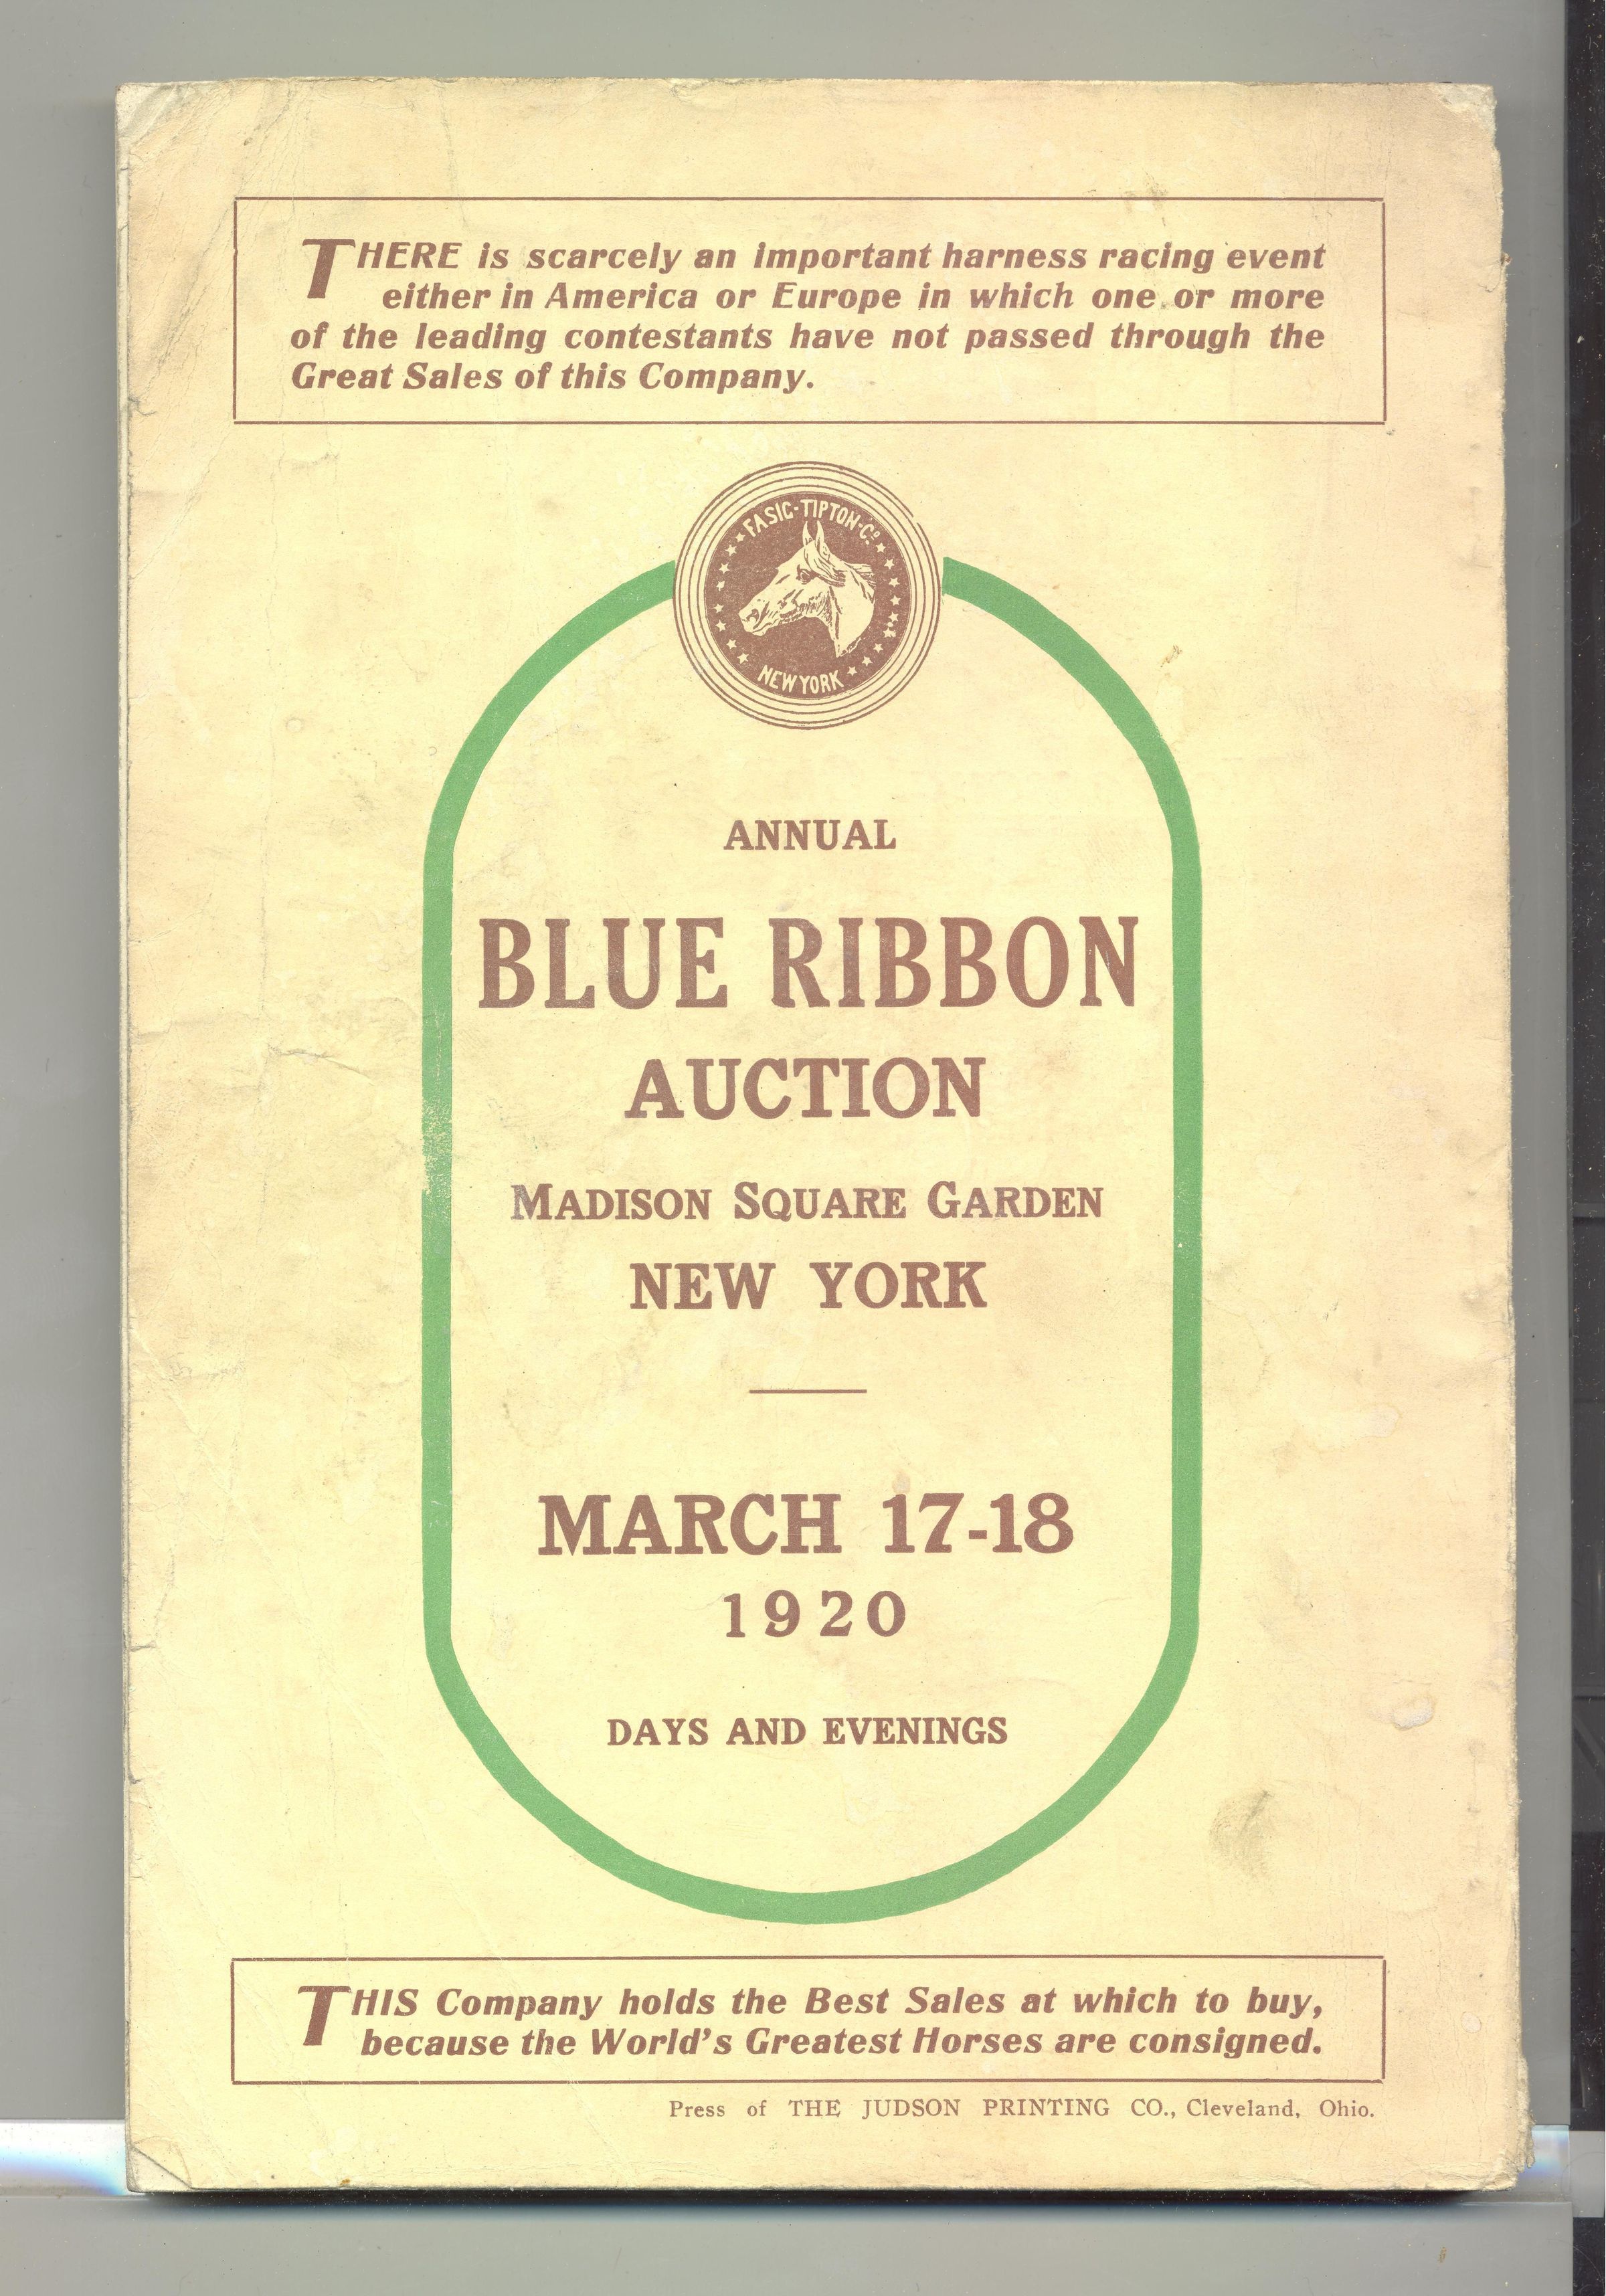 THERE is scarcely an important harness racing event
either in America or Europe in which one or more
of the leading contestants have not passed through the
Great Sales of this Company.
FASIG-TIPTON-Co
NEW YORK
ANNUAL
BLUE RIBBON
AUCTION
MADISON SQUARE GARDEN
NEW YORK
MARCH 17-18
1920
DAYS AND EVENINGS
THIS Company holds the Best Sales at which to buy,
because the World's Greatest Horses are consigned.
Press of THE JUDSON PRINTING CO., Cleveland, Ohio.